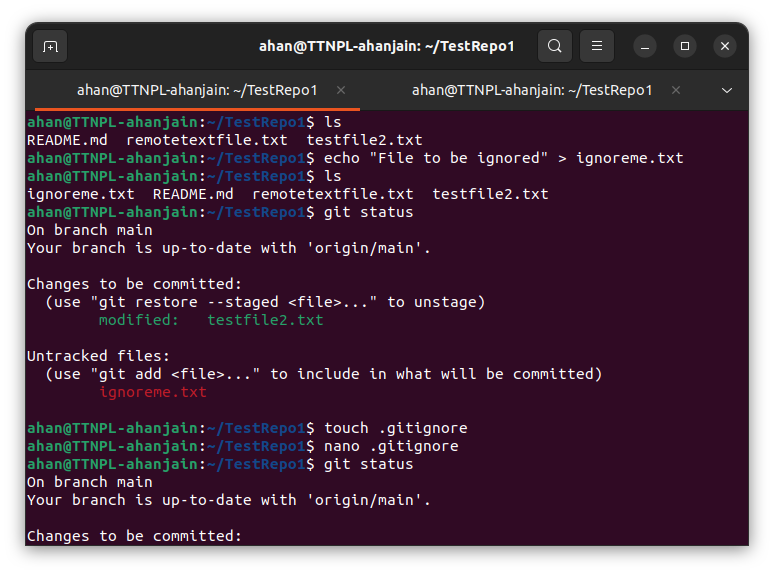 ahan@TTNPL-ahanjain: ~/TestRepo1
ahan@TTNPL-ahanjain: ~/TestRepo1
ahan@TTNPL-ahanjain: ~/TestRepo1
ahan@TTNPL-ahanjain:~/TestRepo1$ ls
README.md  remotetextfile.txt  testfile2.txt
ahan@TTNPL-ahanjain:~/TestRepo1$ echo "File to be ignored" > ignoreme.txt
ahan@TTNPL-ahanjain:~/TestRepo1$ ls
ignoreme.txt  README.md  remotetextfile.txt  testfile2.txt
ahan@TTNPL-ahanjain:~/TestRepo1$ git status
On branch main
Your branch is up-to-date with 'origin/main'.
Changes to be committed:
  (use "git restore --staged <file>..." to unstage)
        modified:   testfile2.txt
Untracked files:
  (use "git add <file>..." to include in what will be committed)
        ignoreme.txt
ahan@TTNPL-ahanjain:~/TestRepo1$ touch .gitignore
ahan@TTNPL-ahanjain:~/TestRepo1$ nano .gitignore
ahan@TTNPL-ahanjain:~/TestRepo1$ git status
On branch main
Your branch is up-to-date with 'origin/main'.
Changes to be committed: